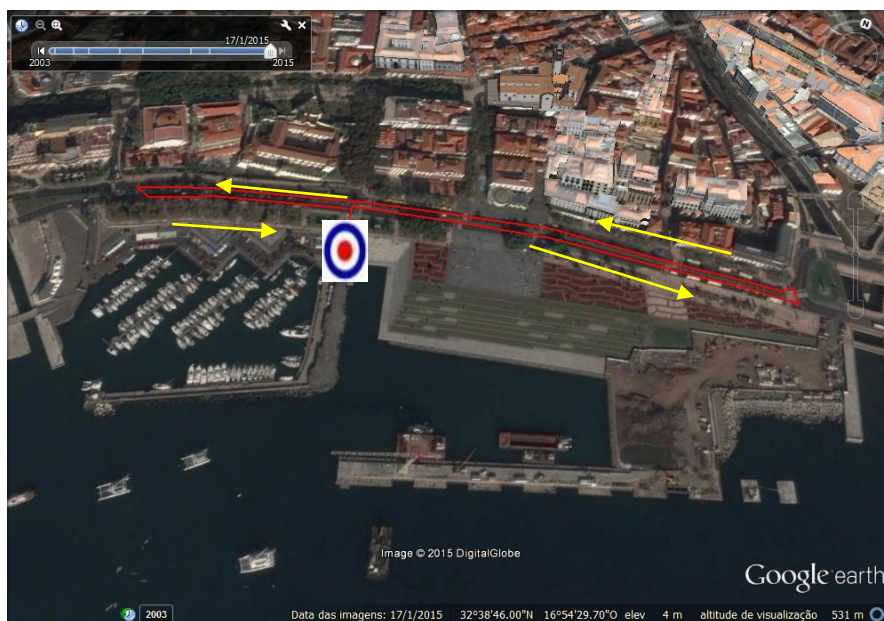 17/1/2015
2003
2015
Image © 2015 DigitalGlobe
Google earth
2003
Data das imagens: 17/1/2015 32°38'46.00"N 16°54'29.70"O elev 4 m altitude de visualização 531 m
N